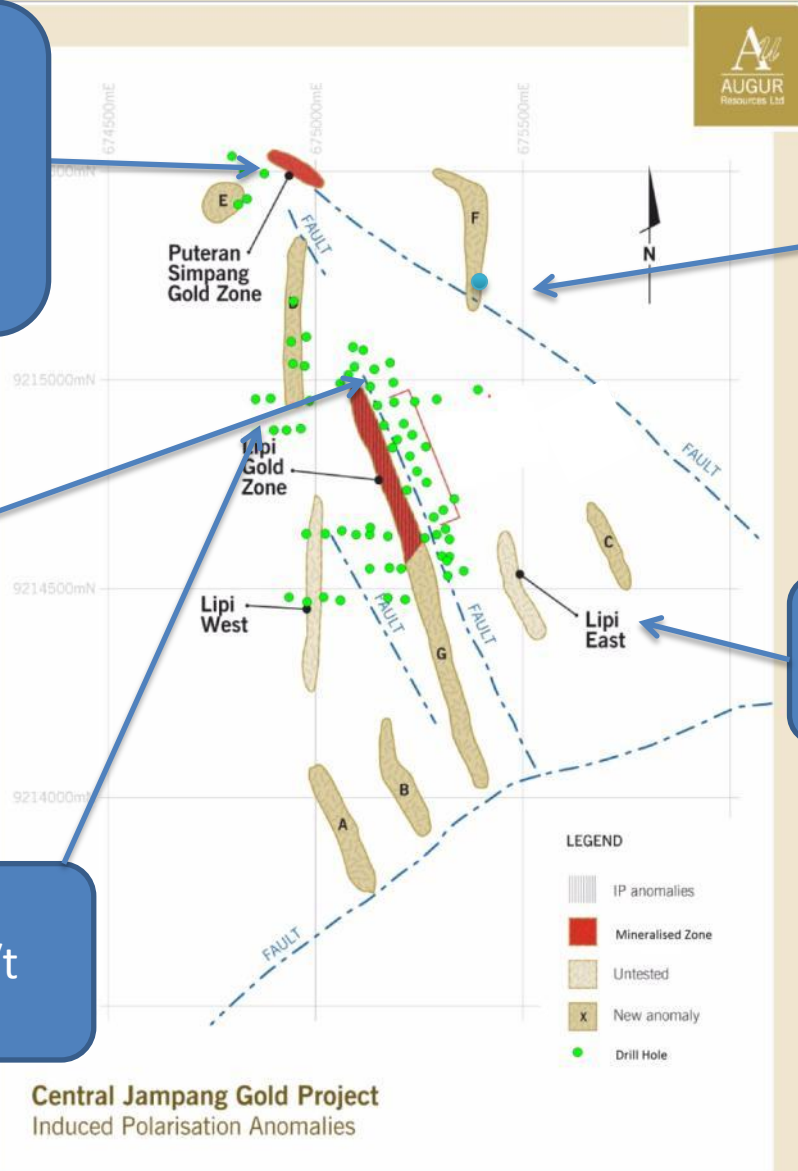 Au
AUGUR
Resources Ltd
674500mE
675000mE
675500mE
E
F
FAULT
N
Puteran
Simpang
Gold Zone
9215000mN
FAULT
Lipi
Gold
Zone
C
9214500mN
Lipi
West
FAULT
FAULT
Lipi
East
G
B
9214000mN
A
LEGEND
IP anomalies
Mineralised Zone
/t
Untested
FAULT
X
New anomaly
Drill Hole
Central Jampang Gold Project
Induced Polarisation Anomalies